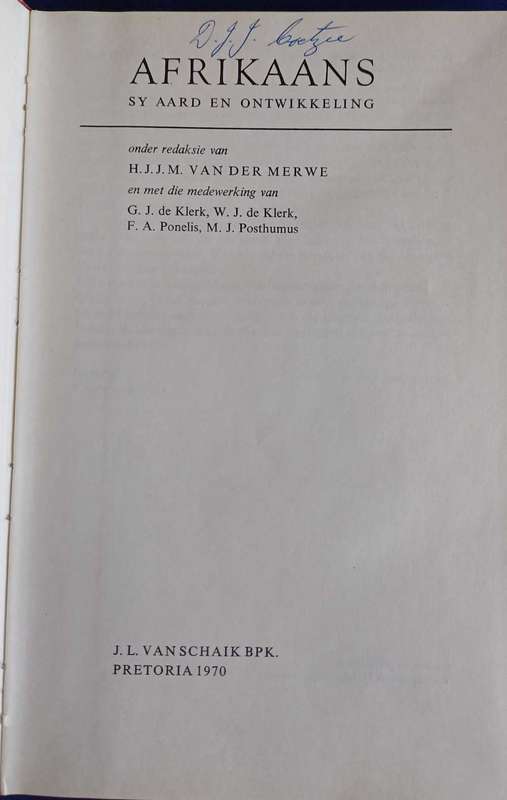 D.J.J. Coetzee
AFRIKAANS
SY AARD EN ONTWIKKELING
onder redaksie van
H.J.J.M. VAN DER MERWE
en met die medewerking van
G. J. de Klerk, W. J. de Klerk,
F. A. Ponelis, M. J. Posthumus
J. L. VAN SCHAIK BPK.
PRETORIA 1970